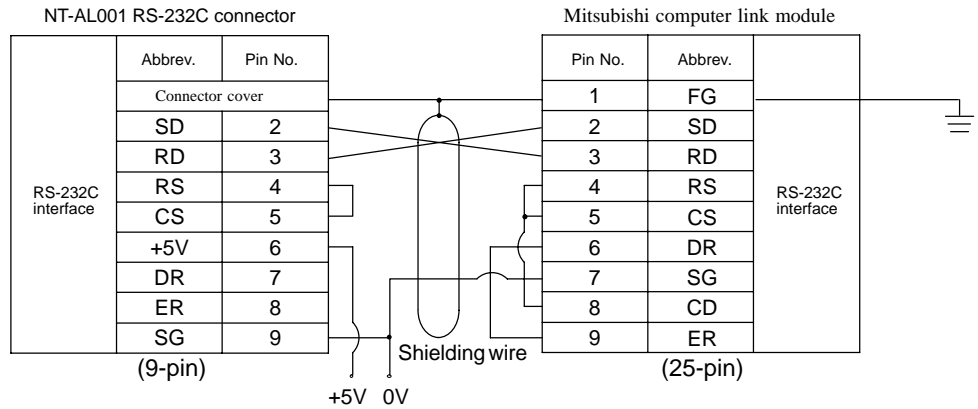 NT-AL001 RS-232C connector
Mitsubishi computer link module
Abbrev. Pin No.
Pin No. Abbrev.
Connector cover
1 FG
SD 2
2 SD
RD 3
3 RD
RS 4
4 RS
RS-232C
interface
RS-232C
interface
CS 5
5 CS
+5V 6
6 DR
DR 7
7 SG
ER 8
8 CD
SG 9
9 ER
Shielding wire
(9-pin)
(25-pin)
+5V 0V